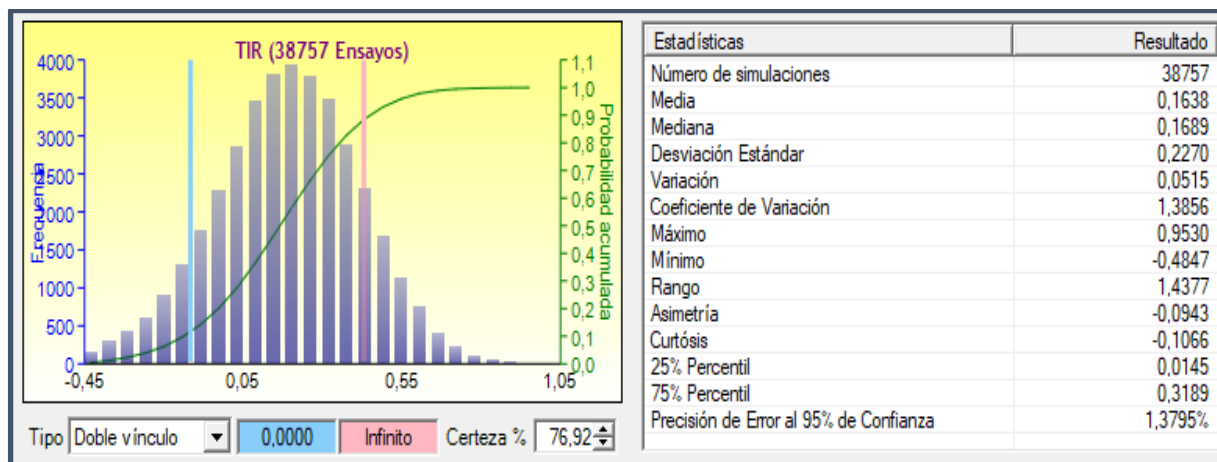 TIR (38757 Ensayos)
Frequencia
4000
3500
3000
2500
2000
1500
1000
500
0
-0,45 0,05 0,55 1,05
1,1
1,0
0,9
0,8
0,7
0,6
0,5
0,4
0,3
0,2
0,1
0,0
Probabilidad acumulada
Tipo Doble vínculo 0,0000 Infinito Certeza % 76,92
Estadísticas Resultado
Número de simulaciones 38757
Media 0,1638
Mediana 0,1689
Desviación Estándar 0,2270
Variación 0,0515
Coeficiente de Variación 1,3856
Máximo 0,9530
Mínimo -0,4847
Rango 1,4377
Asimetría -0,0943
Curtósis -0,1066
25% Percentil 0,0145
75% Percentil 0,3189
Precisión de Error al 95% de Confianza 1,3795%